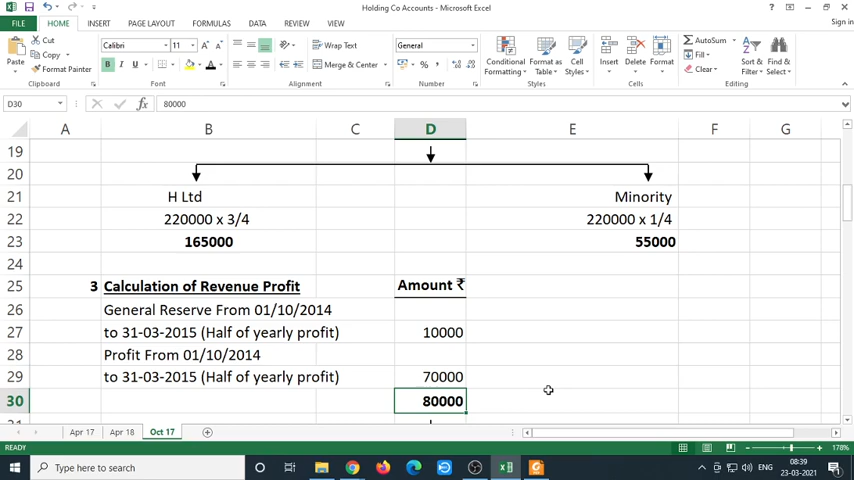 Holding Co Accounts - Microsoft Excel
Sign in
FILE HOME INSERT PAGE LAYOUT FORMULAS DATA REVIEW VIEW
Cut
Copy
Format Painter
Paste
Clipboard
Calibri 11
B I U
Font
Wrap Text
Merge & Center
Alignment
General
% ,
Number
Conditional Formatting
Format as Table
Cell Styles
Styles
Insert
Delete
Format
Cells
AutoSum
Fill
Clear
Sort & Filter
Find & Select
Editing
D30 fx 80000
A B C D E F G
19
20
21 H Ltd Minority
22 220000 x 3/4 220000 x 1/4
23 165000 55000
24
25 3 Calculation of Revenue Profit Amount ₹
26 General Reserve From 01/10/2014
27 to 31-03-2015 (Half of yearly profit) 10000
28 Profit From 01/10/2014
29 to 31-03-2015 (Half of yearly profit) 70000
30 80000
Apr 17 Apr 18 Oct 17
READY 178%
Type here to search
ENG
08:39
23-03-2021